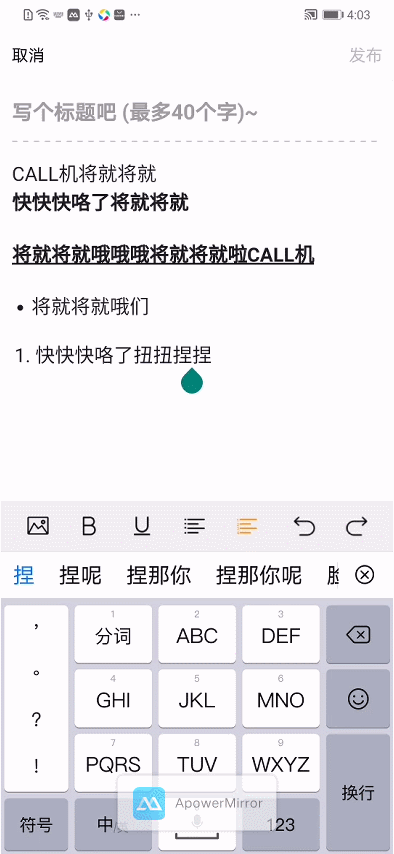 4:03
取消 发布
写个标题吧 (最多40个字)~
CALL机将就将就
快快快咯了将就将就
将就将就哦哦哦将就将就啦CALL机
• 将就将就哦们
1. 快快快咯了扭扭捏捏
B U
捏 捏呢 捏那你 捏那你呢
， 1 分词 2 ABC 3 DEF
。 4 GHI 5 JKL 6 MNO
？
！ 7 PQRS 8 TUV 9 WXYZ
换行
符号 中 123
ApowerMirror